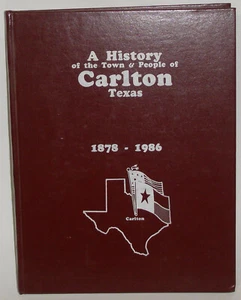 A History
of the Town & People of
Carlton
Texas
1878 - 1986
Carlton